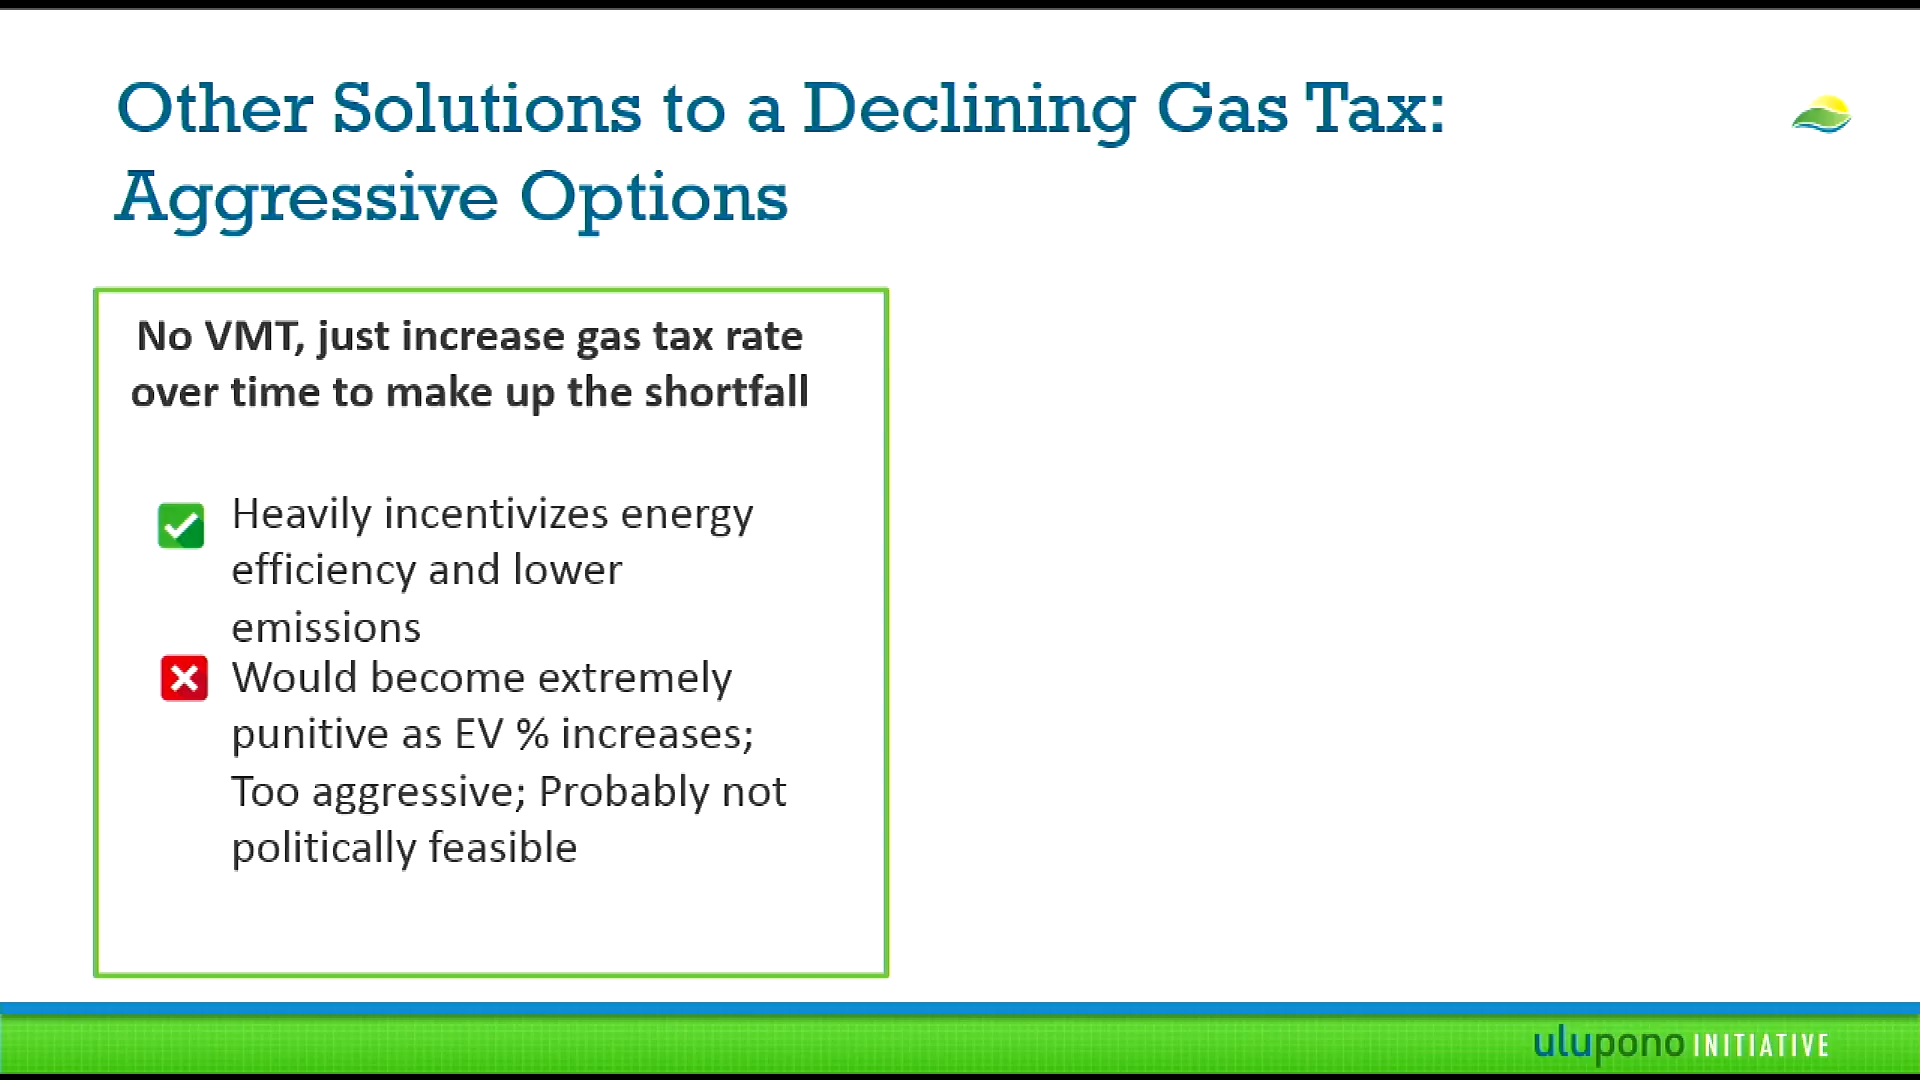 Other Solutions to a Declining Gas Tax:
Aggressive Options
No VMT, just increase gas tax rate
over time to make up the shortfall
Heavily incentivizes energy
efficiency and lower
emissions
Would become extremely
punitive as EV % increases;
Too aggressive; Probably not
politically feasible
ulupono INITIATIVE